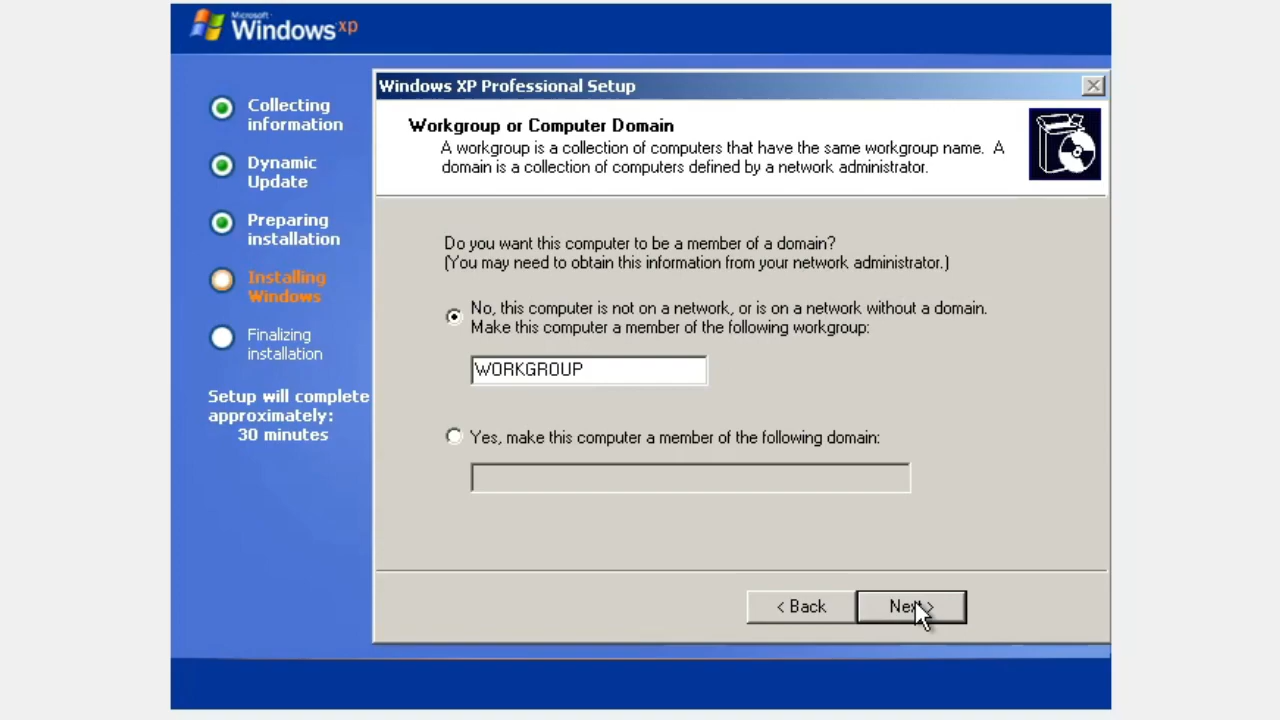 Microsoft
Windows xp
Windows XP Professional Setup
Workgroup or Computer Domain
A workgroup is a collection of computers that have the same workgroup name. A
domain is a collection of computers defined by a network administrator.
Collecting
information
Dynamic
Update
Preparing
installation
Installing
Windows
Finalizing
installation
Setup will complete
approximately:
30 minutes
Do you want this computer to be a member of a domain?
(You may need to obtain this information from your network administrator.)
No, this computer is not on a network, or is on a network without a domain.
Make this computer a member of the following workgroup:
WORKGROUP
Yes, make this computer a member of the following domain:
< Back
Next >